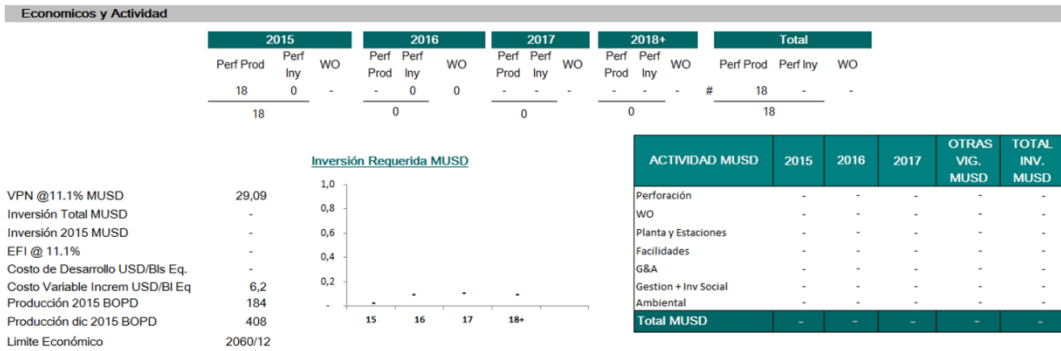 Economicos y Actividad
2015 2016 2017 2018+ Total
Perf Prod Perf Iny WO Perf Prod Perf Iny WO Perf Prod Perf Iny WO Perf Prod Perf Iny WO Perf Prod Perf Iny WO
18 0 - - 0 0 - - - - - - # 18 - -
18 0 0 0 18
Inversión Requerida MUSD
1,0
0,8
0,6
0,4
0,2
-
- - - -
15 16 17 18+
VPN @11.1% MUSD 29,09
Inversión Total MUSD -
Inversión 2015 MUSD -
EFI @ 11.1% -
Costo de Desarrollo USD/Bls Eq. -
Costo Variable Increm USD/Bl Eq 6,2
Producción 2015 BOPD 184
Producción dic 2015 BOPD 408
Limite Económico 2060/12
ACTIVIDAD MUSD 2015 2016 2017 OTRAS VIG. MUSD TOTAL INV. MUSD
Perforación - - - - -
WO - - - - -
Planta y Estaciones - - - - -
Facilidades - - - - -
G&A - - - - -
Gestion + Inv Social - - - - -
Ambiental - - - - -
Total MUSD - - - - -